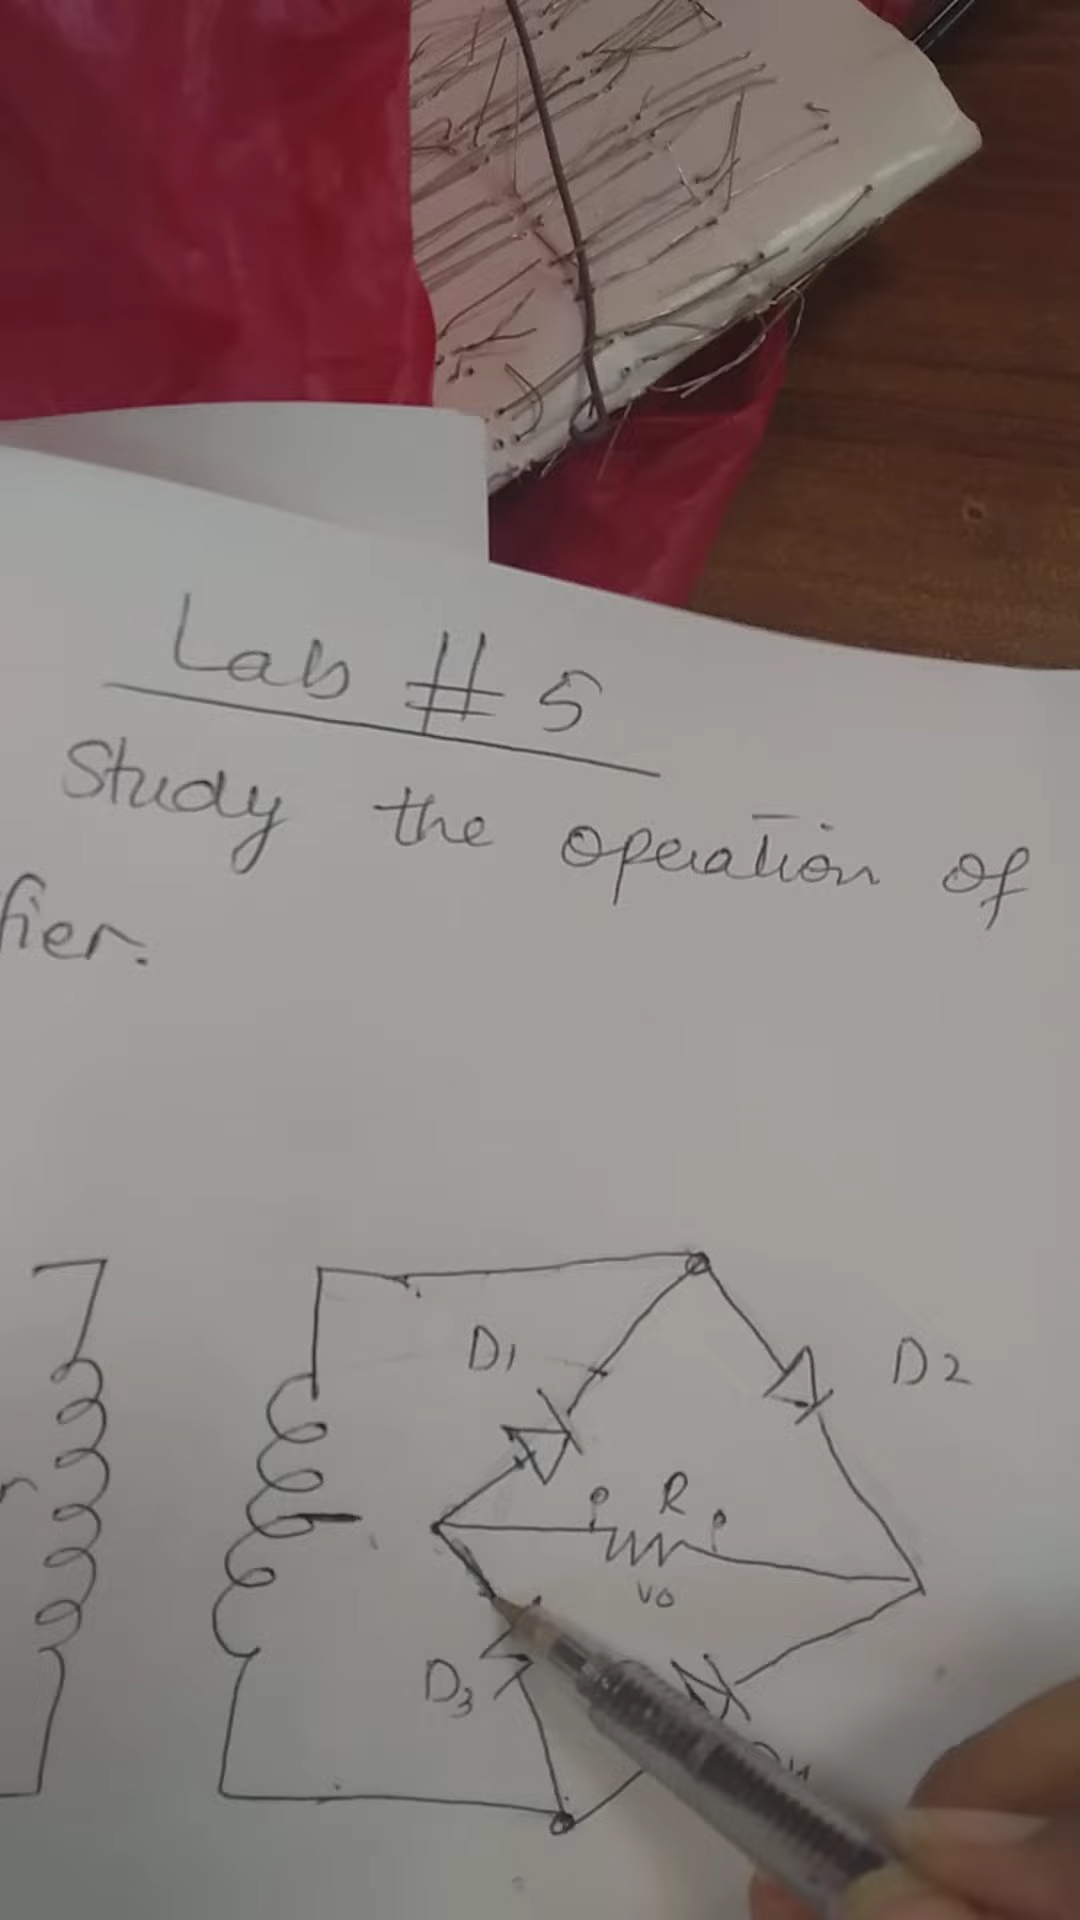 Lab # 5
Study the operation of
fier.
D1
D2
R
Vo
D3